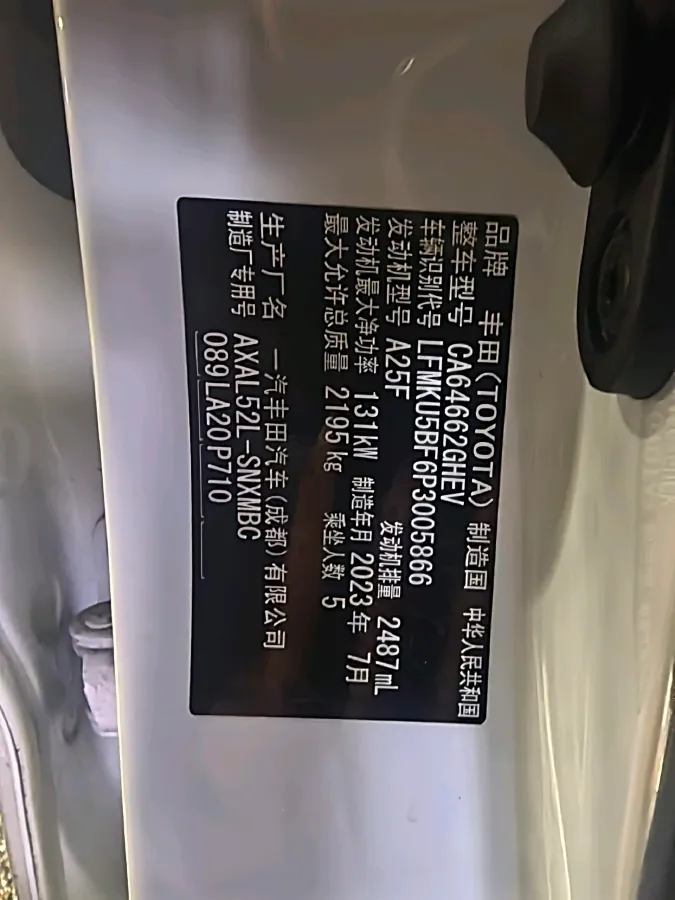 品牌 丰田(TOYOTA) 制造国 中华人民共和国
整车型号 CA64662GHEV
车辆识别代号 LFMKU5BF6P3005866
发动机型号 A25F 发动机排量 2487mL
发动机最大净功率 131kW 制造年月 2023年 7月
最大允许总质量 2195kg 乘坐人数 5
生产厂名 一汽丰田汽车(成都)有限公司
制造厂专用号 AXAL52L-SNXMBC
089LA20P710